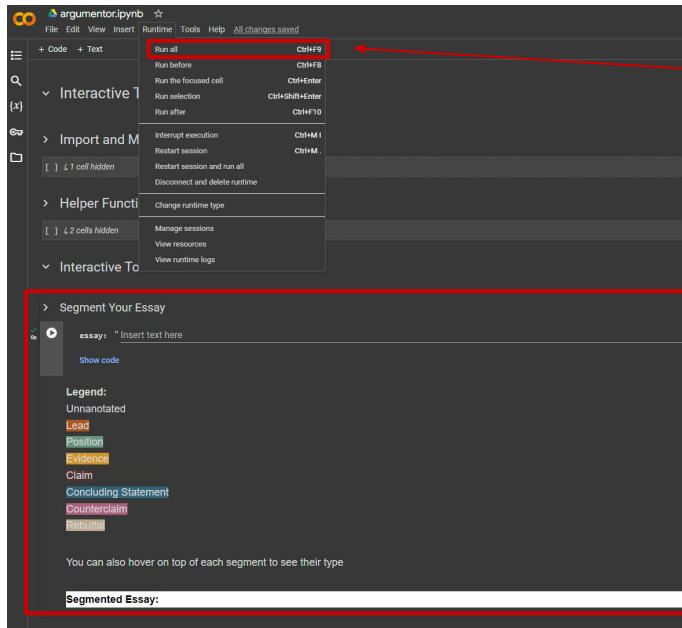 argumentor.ipynb
File Edit View Insert Runtime Tools Help All changes saved
+ Code + Text
Run all Ctrl+F9
Run before Ctrl+F8
Run the focused cell Ctrl+Enter
Run selection Ctrl+Shift+Enter
Run after Ctrl+F10
Interrupt execution Ctrl+M I
Restart session Ctrl+M .
Restart session and run all
Disconnect and delete runtime
Change runtime type
Manage sessions
View resources
View runtime logs
{x}
Interactive T
Import and M
[ ] ↳ 1 cell hidden
Helper Functi
[ ] ↳ 2 cells hidden
Interactive To
Segment Your Essay
0s
essay: " Insert text here
Show code
Legend:
Unnanotated
Lead
Position
Evidence
Claim
Concluding Statement
Counterclaim
Rebuttal
You can also hover on top of each segment to see their type
Segmented Essay: